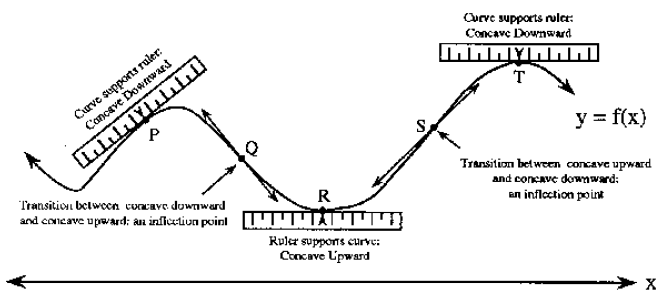 Curve supports ruler:
Concave Downward
Curve supports ruler:
Concave Downward
T
P
S
y = f(x)
Q
Transition between concave upward
and concave downward:
an inflection point
R
Transition between concave downward
and concave upward: an inflection point
Ruler supports curve:
Concave Upward
x